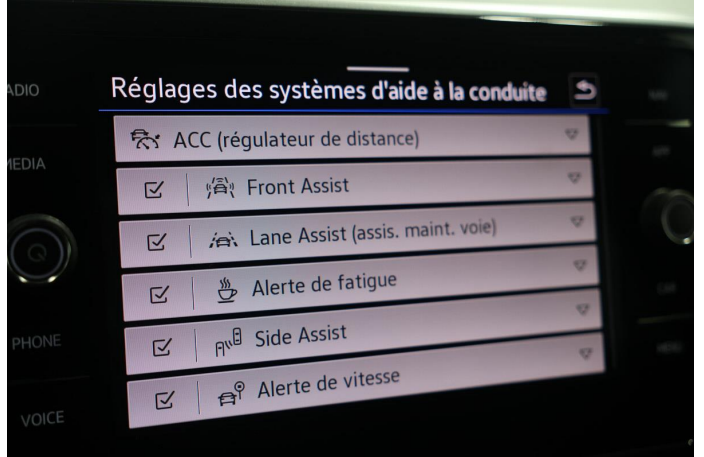 Réglages des systèmes d'aide à la conduite
ACC (régulateur de distance)
Front Assist
Lane Assist (assis. maint. voie)
Alerte de fatigue
Side Assist
Alerte de vitesse
MEDIA
PHONE
VOICE